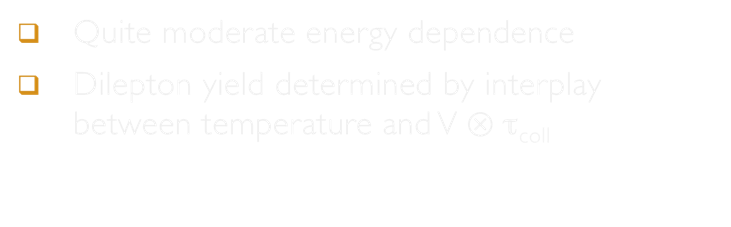 ❑ Quite moderate energy dependence
❑ Dilepton yield determined by interplay
between temperature and V ⊗ τcoll